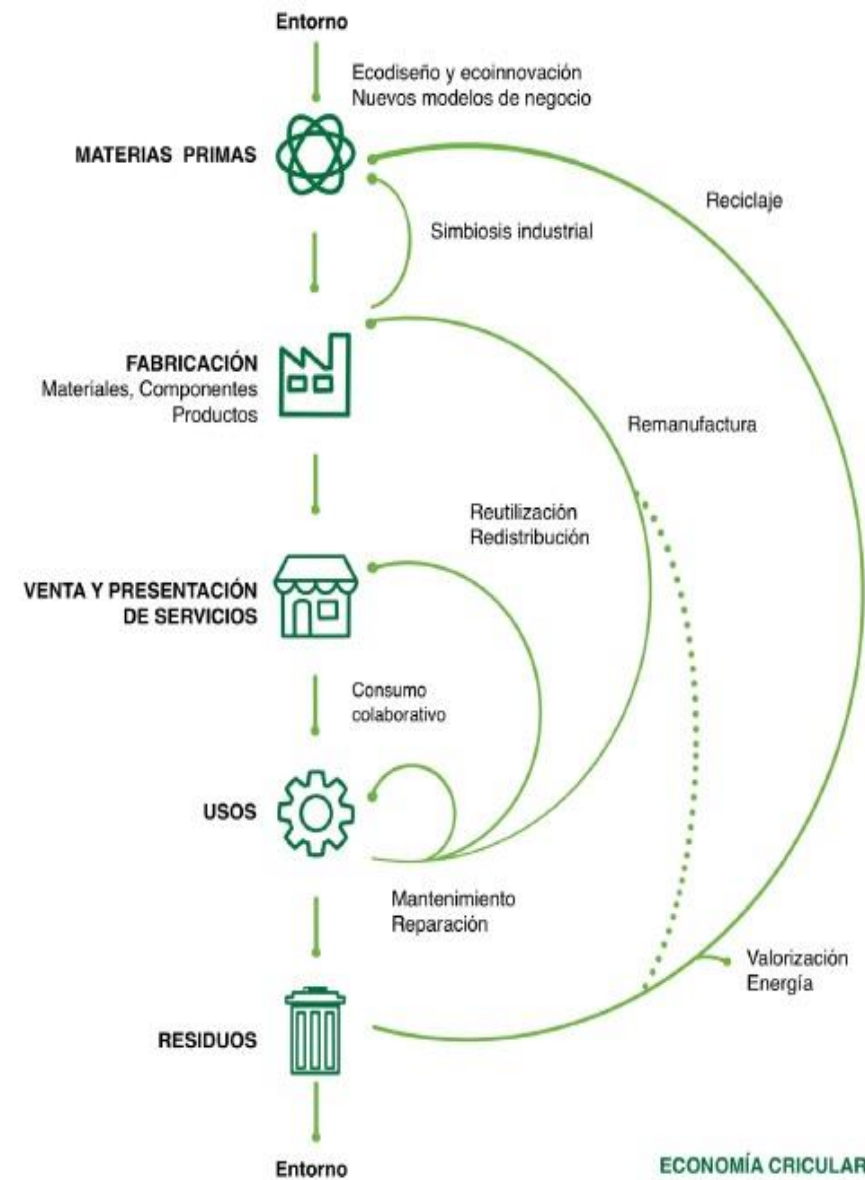 Entorno
Ecodiseño y ecoinnovación
Nuevos modelos de negocio
MATERIAS PRIMAS
Reciclaje
Simbiosis industrial
FABRICACIÓN
Materiales, Componentes
Productos
Remanufactura
Reutilización
Redistribución
VENTA Y PRESENTACIÓN
DE SERVICIOS
Consumo
colaborativo
USOS
Mantenimiento
Reparación
Valorización
Energía
RESIDUOS
Entorno
ECONOMÍA CRICULAR